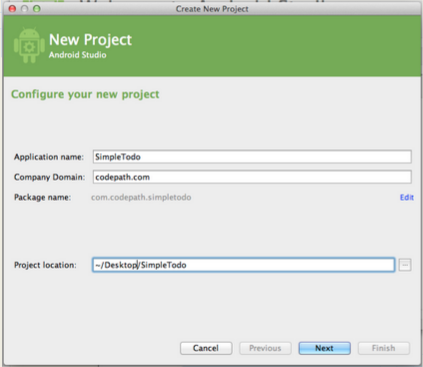 Create New Project
New Project
Android Studio
Configure your new project
Application name: SimpleTodo
Company Domain: codepath.com
Package name: com.codepath.simpletodo Edit
Project location: ~/Desktop/SimpleTodo
Cancel Previous Next Finish